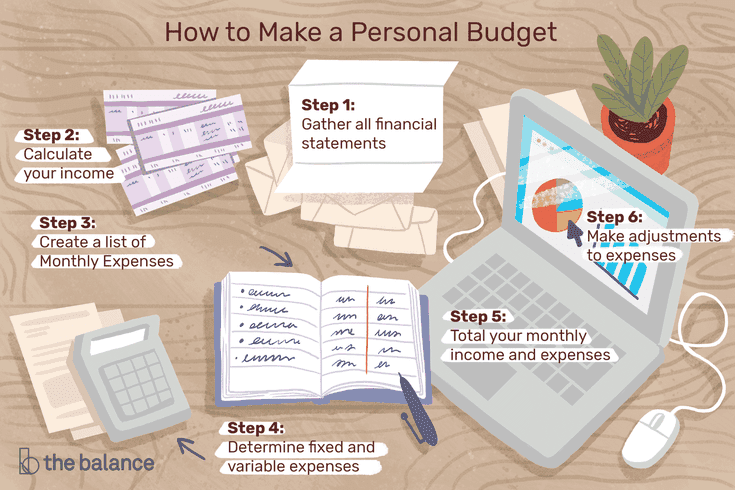 How to Make a Personal Budget
Step 1:
Gather all financial
statements
Step 2:
Calculate
your income
Step 3:
Create a list of
Monthly Expenses
Step 6:
Make adjustments
to expenses
Step 5:
Total your monthly
income and expenses
Step 4:
Determine fixed and
variable expenses
the balance